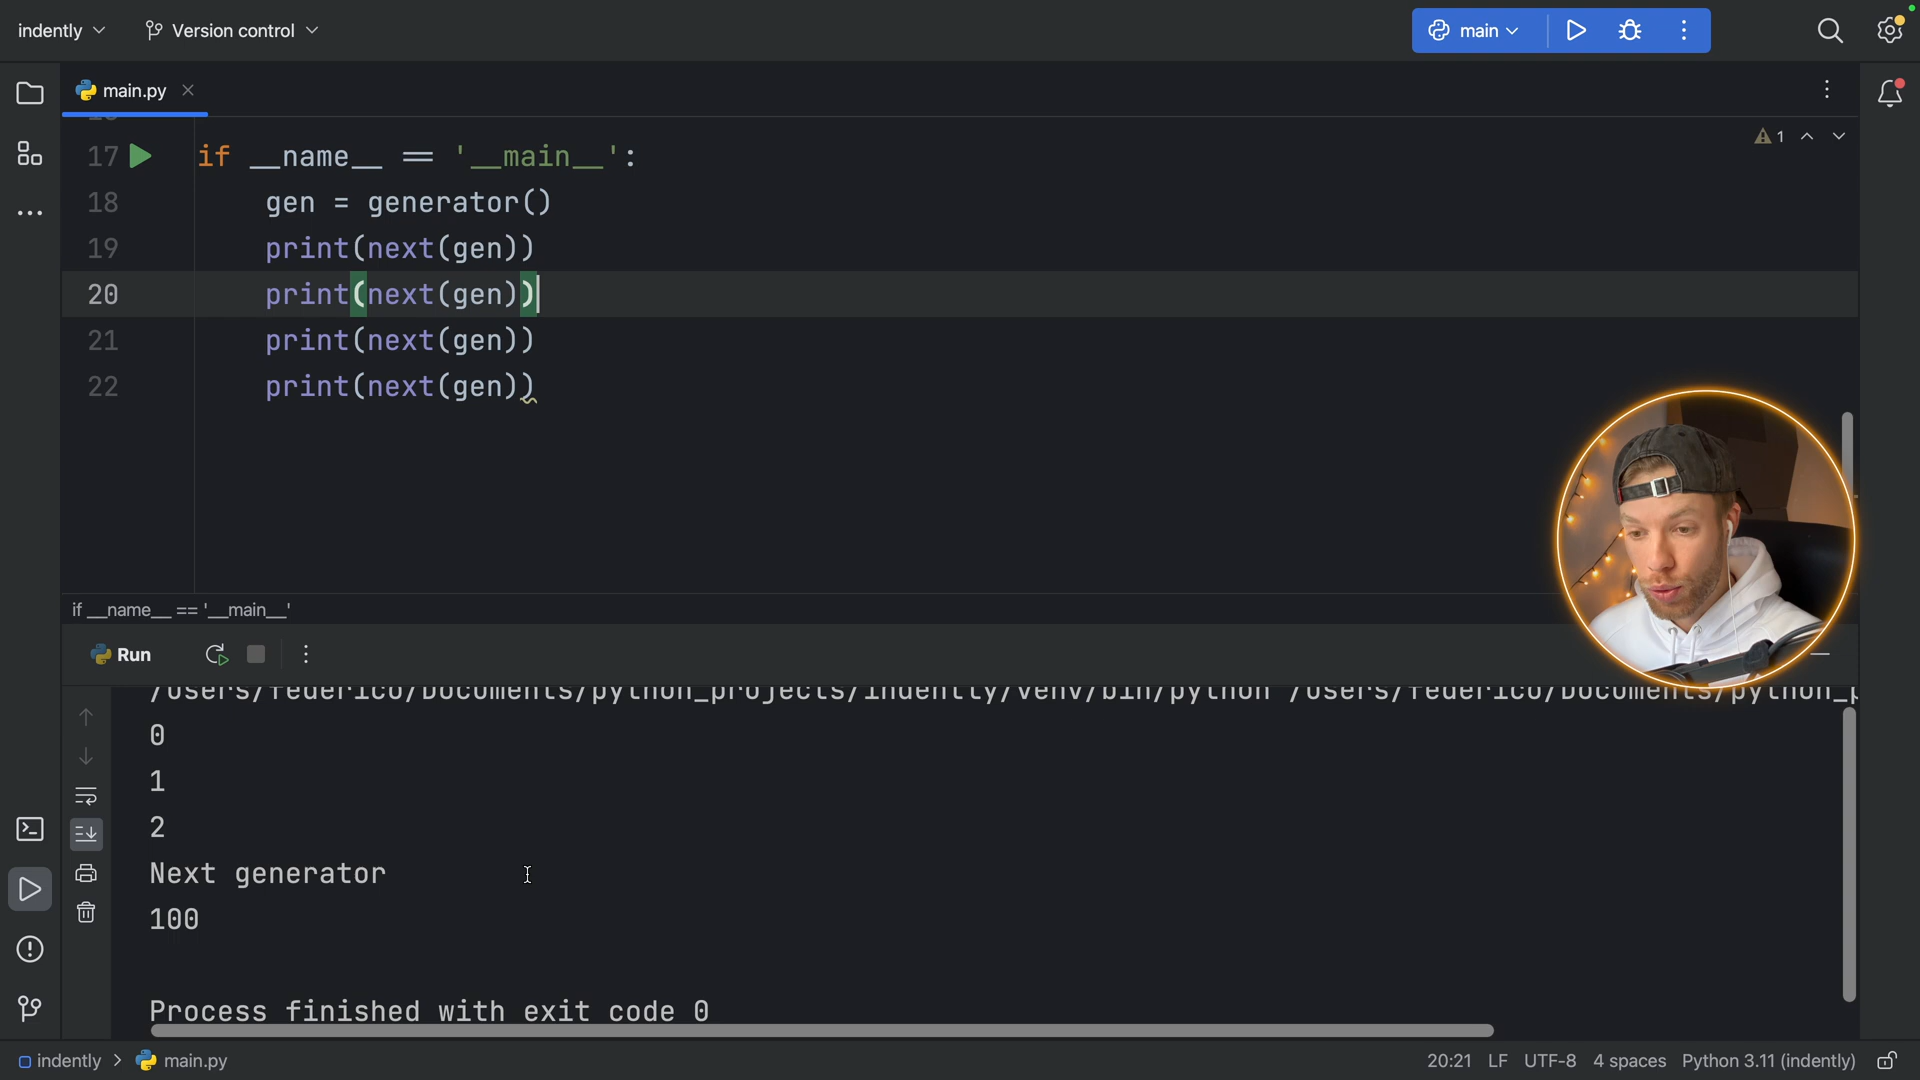 indently
Version control
main
main.py
17 if __name__ == '__main__':
18 gen = generator()
19 print(next(gen))
20 print(next(gen))
21 print(next(gen))
22 print(next(gen))
1
if __name__ == '__main__'
Run
/Users/federico/Documents/python_projects/indently/venv/bin/python /Users/federico/Documents/python_p
0
1
2
Next generator
100
Process finished with exit code 0
indently > main.py
20:21 LF UTF-8 4 spaces Python 3.11 (indently)